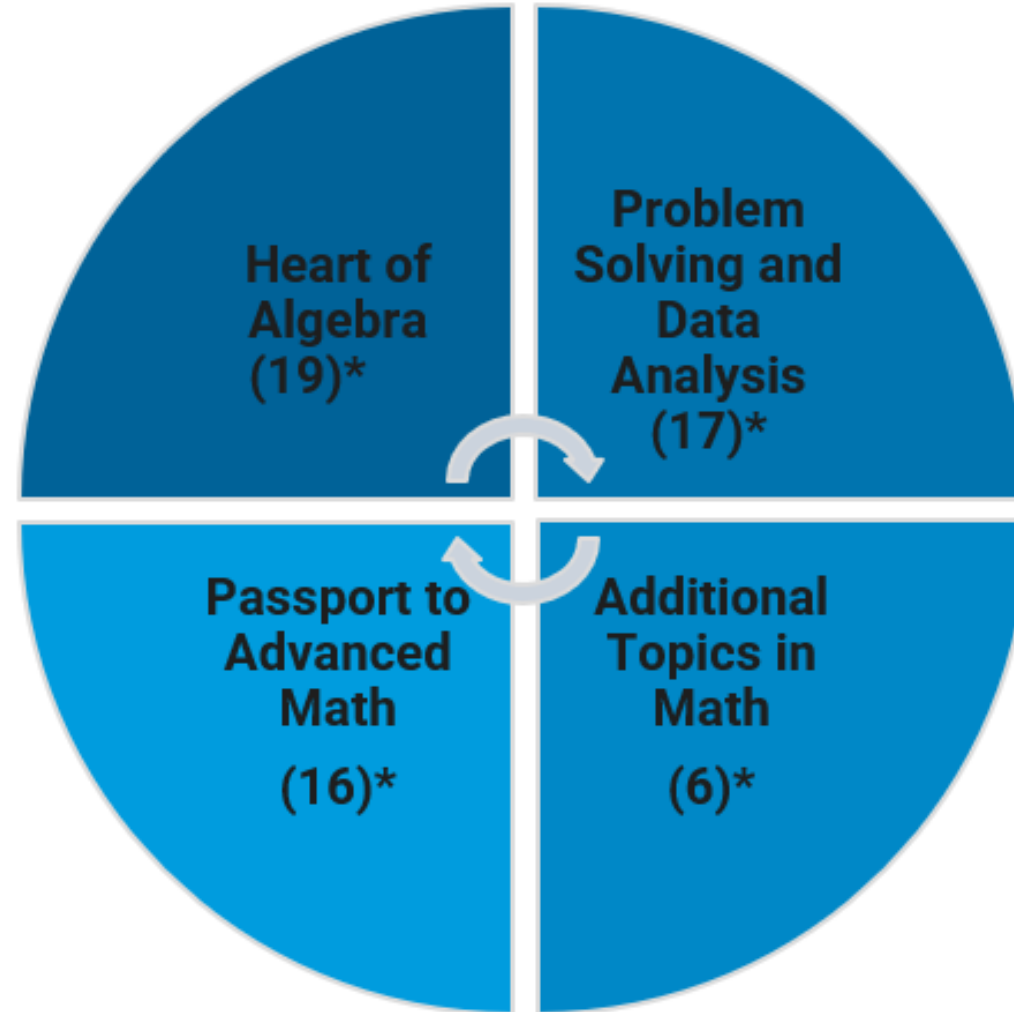 Heart of
Algebra
(19)*
Problem
Solving and
Data
Analysis
(17)*
Passport to
Advanced
Math
(16)*
Additional
Topics in
Math
(6)*